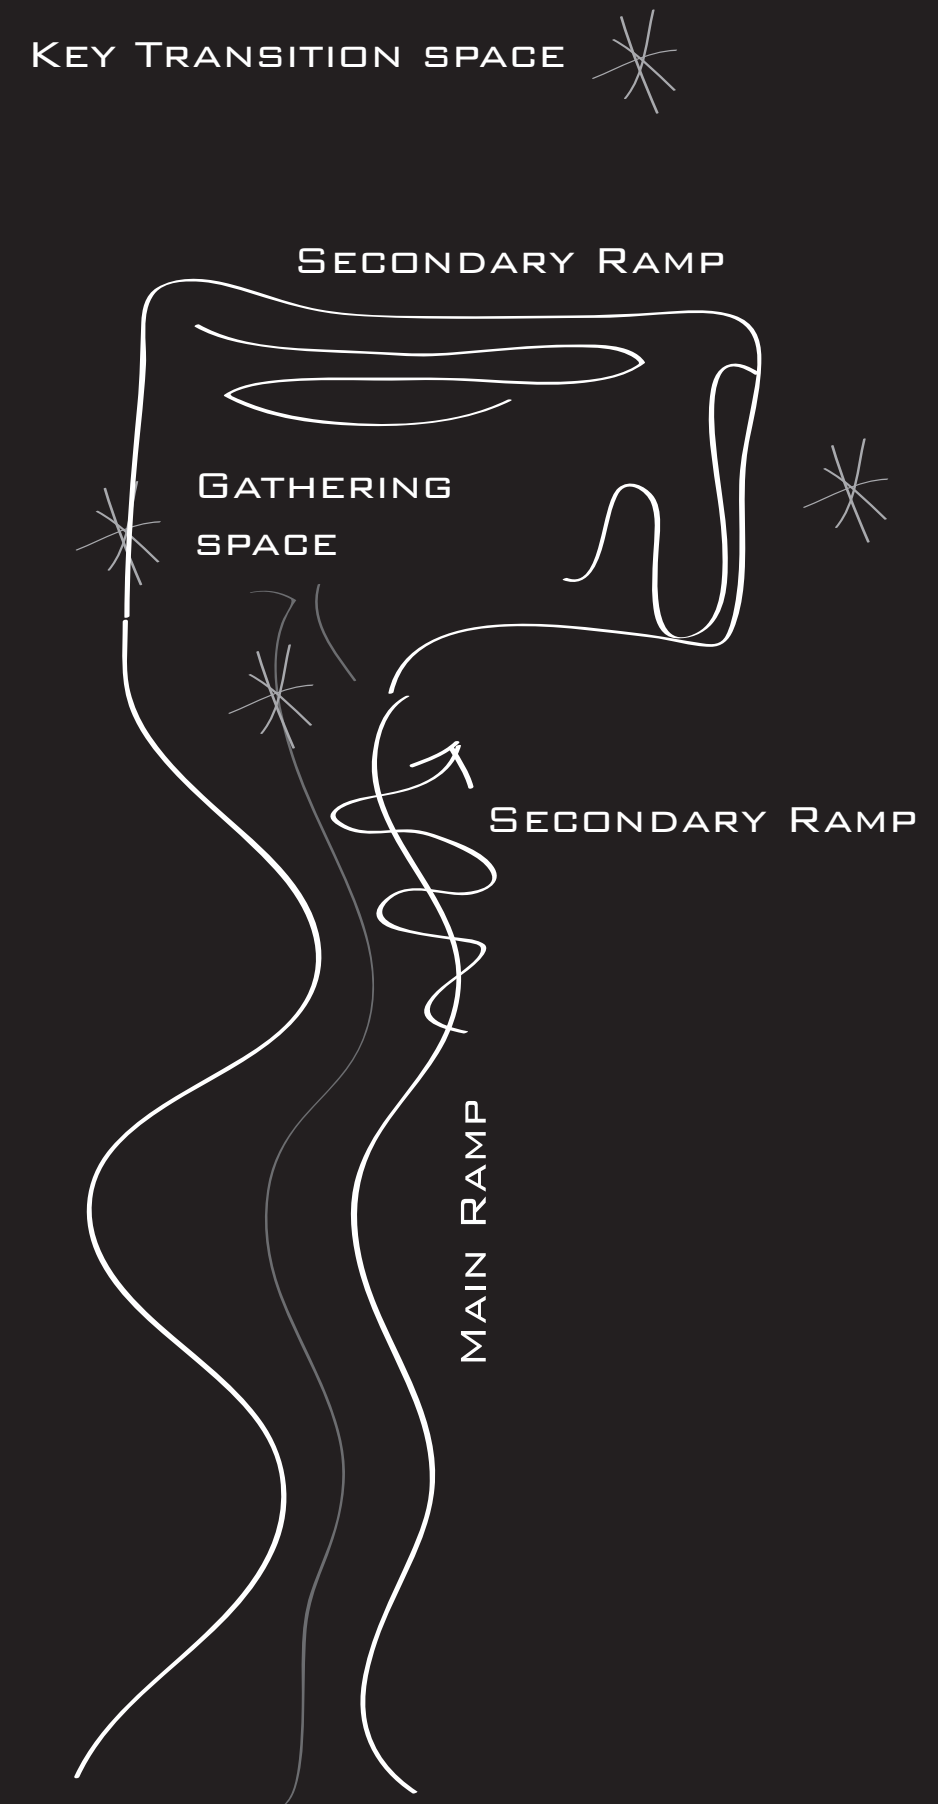 Key Transition space
Secondary Ramp
Gathering
space
Secondary Ramp
Main Ramp